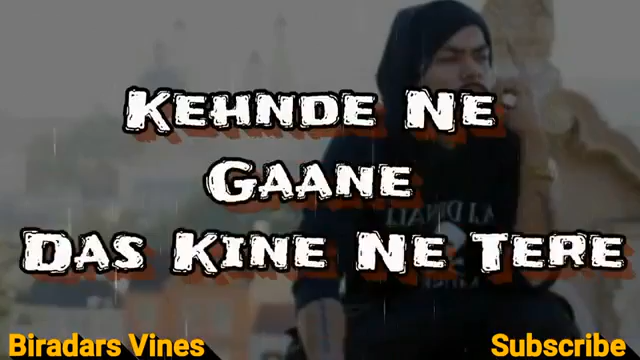 Kehnde Ne
Gaane
Das Kine Ne Tere
Biradars Vines
Subscribe